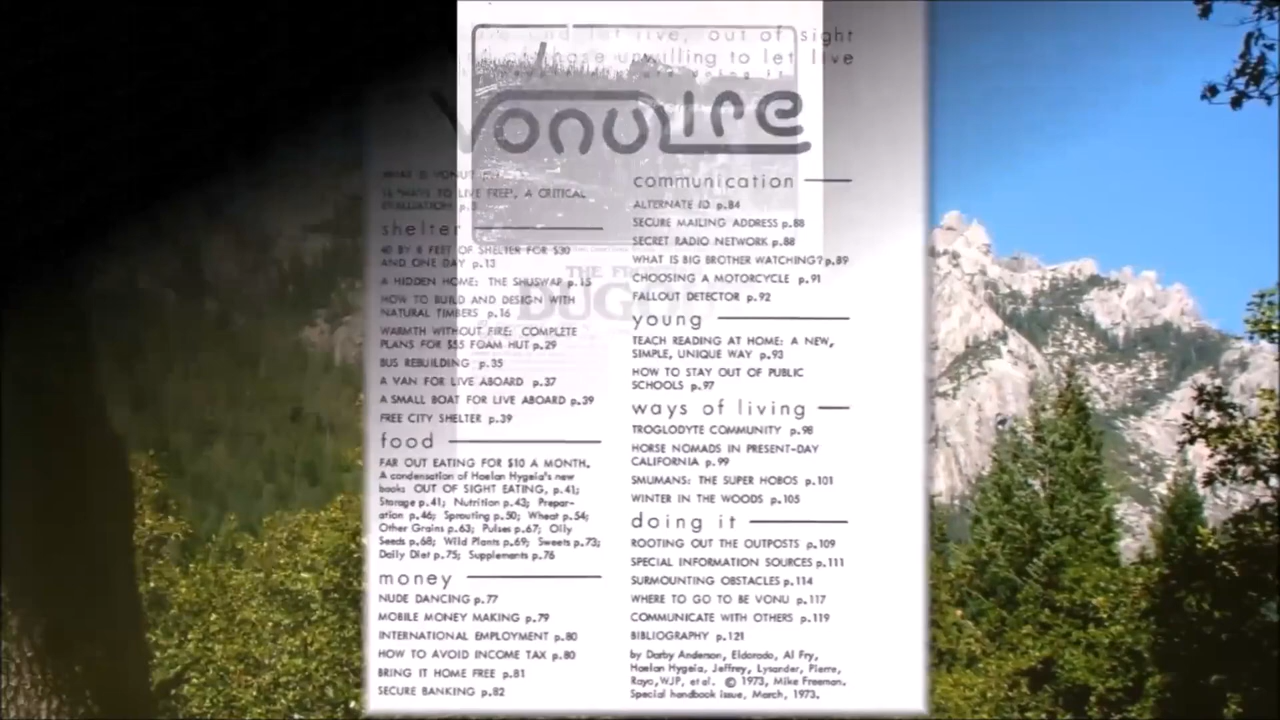 and let live, out of sight
those unwilling to let live
doing it
VONULIFE
WHAT IS VONU?
TO LIVE FREE", A CRITICAL
EVALUATION p.
shelter
40 BY 8 FEET OF SHELTER FOR $30
AND ONE DAY p.13
A HIDDEN HOME: THE SHUSWAP p.15
HOW TO BUILD AND DESIGN WITH
NATURAL TIMBERS p.16
WARMTH WITHOUT FIRE: COMPLETE
PLANS FOR $55 FOAM HUT p.29
BUS REBUILDING p.35
A VAN FOR LIVE ABOARD p.37
A SMALL BOAT FOR LIVE ABOARD p.39
FREE CITY SHELTER p.39
food
FAR OUT EATING FOR $10 A MONTH.
A condensation of Haelan Hygeia's new
book: OUT OF SIGHT EATING, p.41;
Storage p.41; Nutrition p.43; Prepar-
ation p.46; Sprouting p.50; Wheat p.54;
Other Grains p.63; Pulses p.67; Oily
Seeds p.68; Wild Plants p.69; Sweets p.73;
Daily Diet p.75; Supplements p.76
money
NUDE DANCING p.77
MOBILE MONEY MAKING p.79
INTERNATIONAL EMPLOYMENT p.80
HOW TO AVOID INCOME TAX p.80
BRING IT HOME FREE p.81
SECURE BANKING p.82
communication
ALTERNATE ID p.84
SECURE MAILING ADDRESS p.88
SECRET RADIO NETWORK p.88
WHAT IS BIG BROTHER WATCHING? p.89
CHOOSING A MOTORCYCLE p.91
FALLOUT DETECTOR p.92
young
TEACH READING AT HOME: A NEW,
SIMPLE, UNIQUE WAY p.93
HOW TO STAY OUT OF PUBLIC
SCHOOLS p.97
ways of living
TROGLODYTE COMMUNITY p.98
HORSE NOMADS IN PRESENT-DAY
CALIFORNIA p.99
SMUMANS: THE SUPER HOBOS p.101
WINTER IN THE WOODS p.105
doing it
ROOTING OUT THE OUTPOSTS p.109
SPECIAL INFORMATION SOURCES p.111
SURMOUNTING OBSTACLES p.114
WHERE TO GO TO BE VONU p.117
COMMUNICATE WITH OTHERS p.119
BIBLIOGRAPHY p.121
by Darby Anderson, Eldorado, Al Fry,
Haelan Hygeia, Jeffrey, Lysander, Pierre,
Rayo, WJP, et al. © 1973, Mike Freeman.
Special handbook issue, March, 1973.
THE